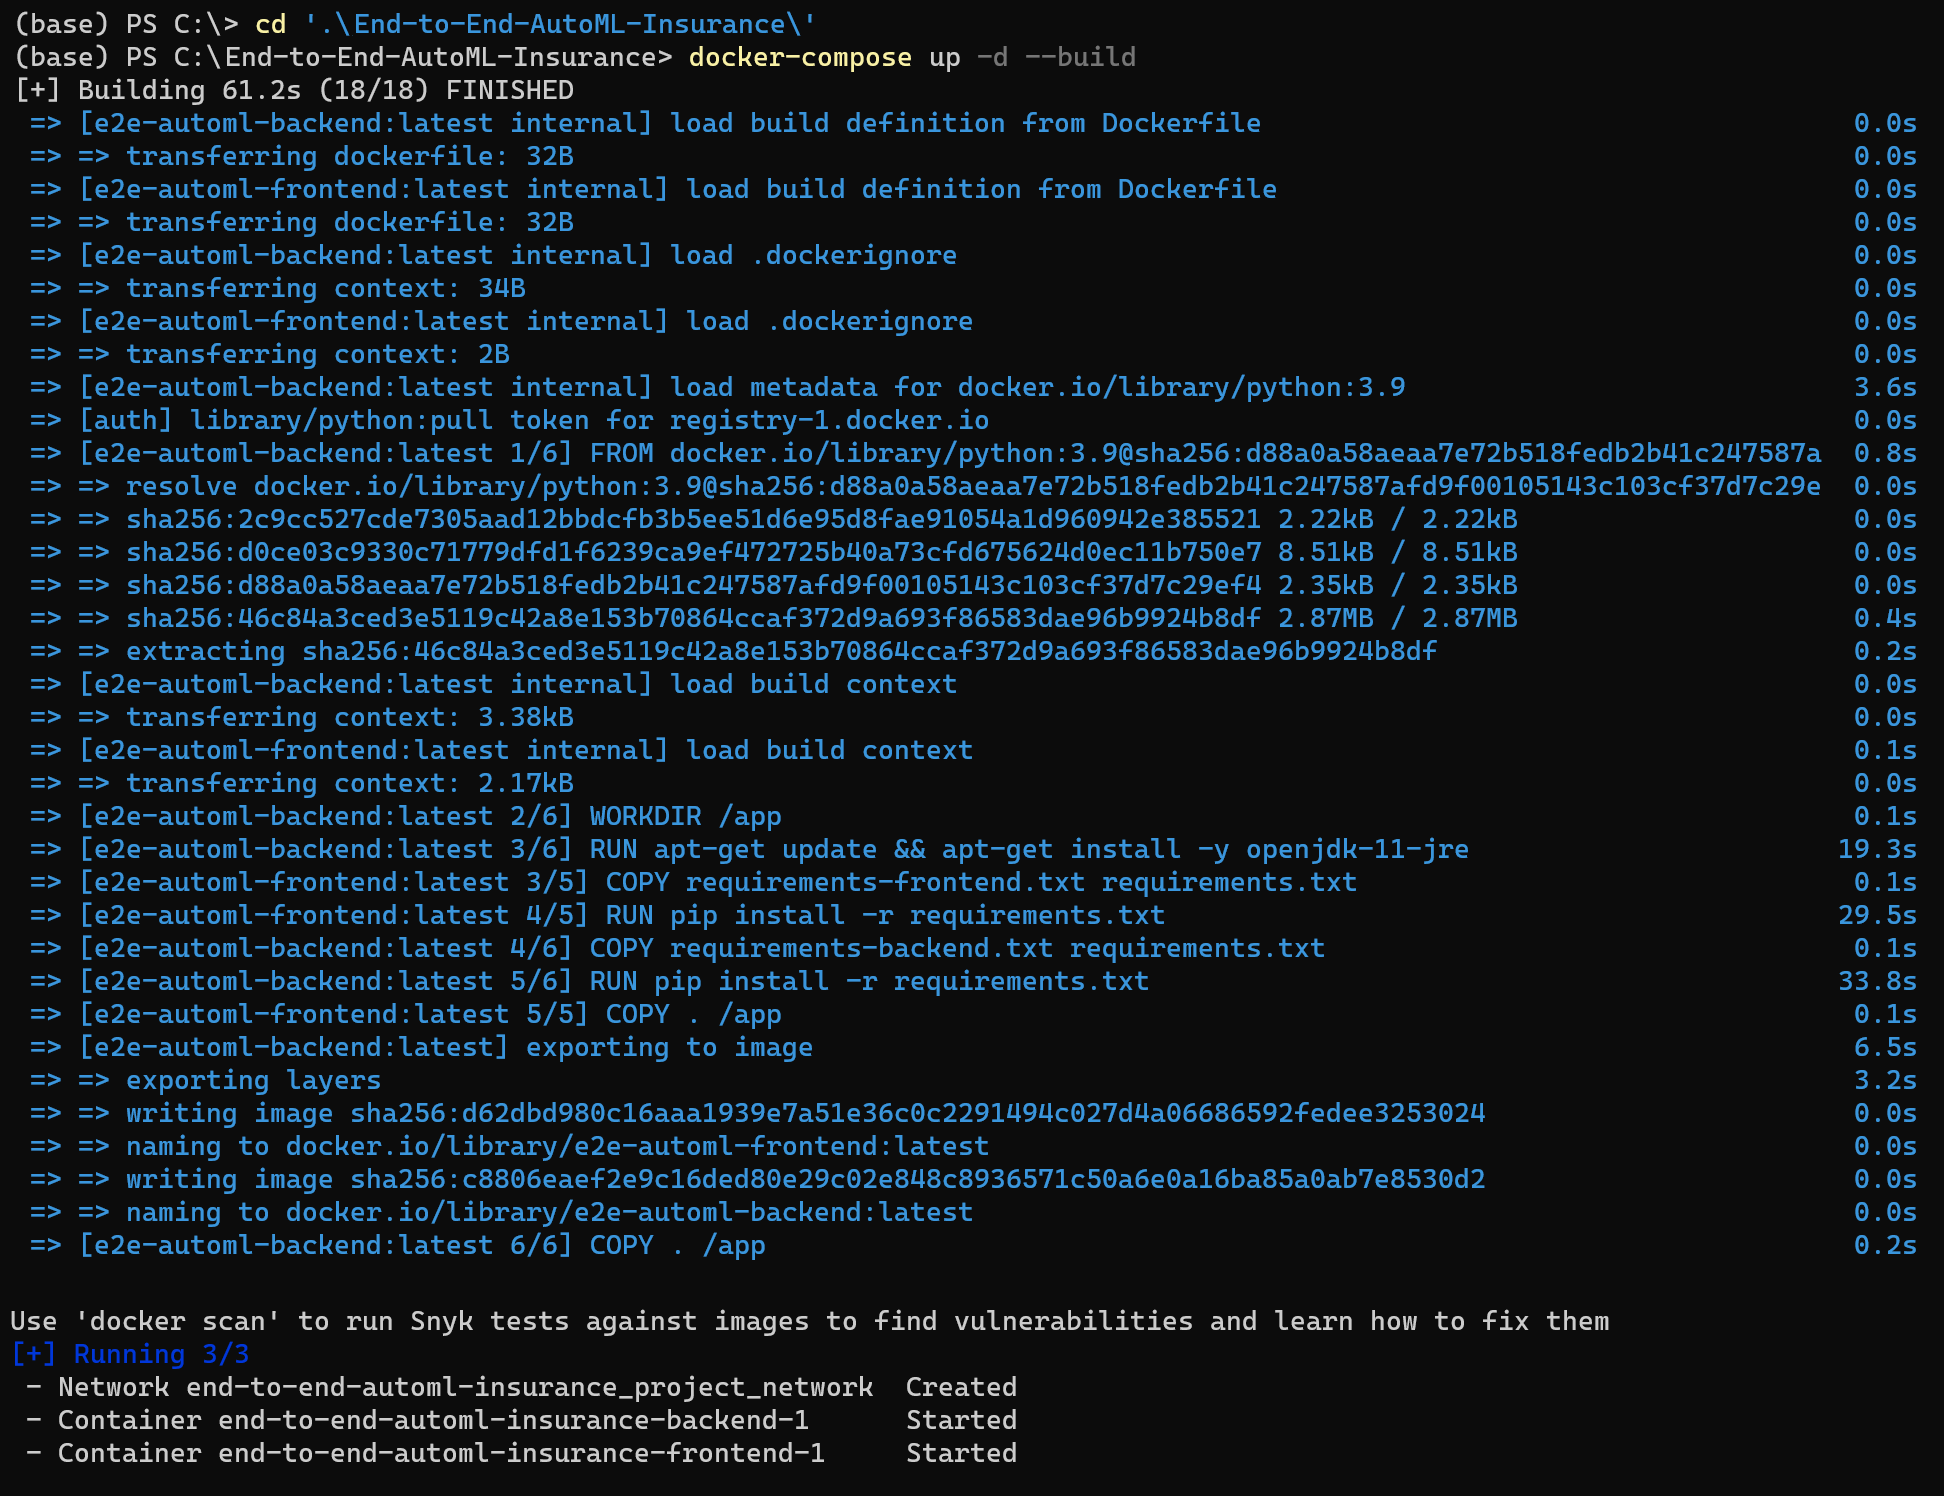 (base) PS C:\> cd '.\End-to-End-AutoML-Insurance\'
(base) PS C:\End-to-End-AutoML-Insurance> docker-compose up -d --build
[+] Building 61.2s (18/18) FINISHED
=> [e2e-automl-backend:latest internal] load build definition from Dockerfile 0.0s
=> => transferring dockerfile: 32B 0.0s
=> [e2e-automl-frontend:latest internal] load build definition from Dockerfile 0.0s
=> => transferring dockerfile: 32B 0.0s
=> [e2e-automl-backend:latest internal] load .dockerignore 0.0s
=> => transferring context: 34B 0.0s
=> [e2e-automl-frontend:latest internal] load .dockerignore 0.0s
=> => transferring context: 2B 0.0s
=> [e2e-automl-backend:latest internal] load metadata for docker.io/library/python:3.9 3.6s
=> [auth] library/python:pull token for registry-1.docker.io 0.0s
=> [e2e-automl-backend:latest 1/6] FROM docker.io/library/python:3.9@sha256:d88a0a58aeaa7e72b518fedb2b41c247587a 0.8s
=> => resolve docker.io/library/python:3.9@sha256:d88a0a58aeaa7e72b518fedb2b41c247587afd9f00105143c103cf37d7c29e 0.0s
=> => sha256:2c9cc527cde7305aad12bbdcfb3b5ee51d6e95d8fae91054a1d960942e385521 2.22kB / 2.22kB 0.0s
=> => sha256:d0ce03c9330c71779dfd1f6239ca9ef472725b40a73cfd675624d0ec11b750e7 8.51kB / 8.51kB 0.0s
=> => sha256:d88a0a58aeaa7e72b518fedb2b41c247587afd9f00105143c103cf37d7c29ef4 2.35kB / 2.35kB 0.0s
=> => sha256:46c84a3ced3e5119c42a8e153b70864ccaf372d9a693f86583dae96b9924b8df 2.87MB / 2.87MB 0.4s
=> => extracting sha256:46c84a3ced3e5119c42a8e153b70864ccaf372d9a693f86583dae96b9924b8df 0.2s
=> [e2e-automl-backend:latest internal] load build context 0.0s
=> => transferring context: 3.38kB 0.0s
=> [e2e-automl-frontend:latest internal] load build context 0.1s
=> => transferring context: 2.17kB 0.0s
=> [e2e-automl-backend:latest 2/6] WORKDIR /app 0.1s
=> [e2e-automl-backend:latest 3/6] RUN apt-get update && apt-get install -y openjdk-11-jre 19.3s
=> [e2e-automl-frontend:latest 3/5] COPY requirements-frontend.txt requirements.txt 0.1s
=> [e2e-automl-frontend:latest 4/5] RUN pip install -r requirements.txt 29.5s
=> [e2e-automl-backend:latest 4/6] COPY requirements-backend.txt requirements.txt 0.1s
=> [e2e-automl-backend:latest 5/6] RUN pip install -r requirements.txt 33.8s
=> [e2e-automl-frontend:latest 5/5] COPY . /app 0.1s
=> [e2e-automl-backend:latest] exporting to image 6.5s
=> => exporting layers 3.2s
=> => writing image sha256:d62dbd980c16aaa1939e7a51e36c0c2291494c027d4a06686592fedee3253024 0.0s
=> => naming to docker.io/library/e2e-automl-frontend:latest 0.0s
=> => writing image sha256:c8806eaef2e9c16ded80e29c02e848c8936571c50a6e0a16ba85a0ab7e8530d2 0.0s
=> => naming to docker.io/library/e2e-automl-backend:latest 0.0s
=> [e2e-automl-backend:latest 6/6] COPY . /app 0.2s
Use 'docker scan' to run Snyk tests against images to find vulnerabilities and learn how to fix them
[+] Running 3/3
- Network end-to-end-automl-insurance_project_network Created
- Container end-to-end-automl-insurance-backend-1 Started
- Container end-to-end-automl-insurance-frontend-1 Started